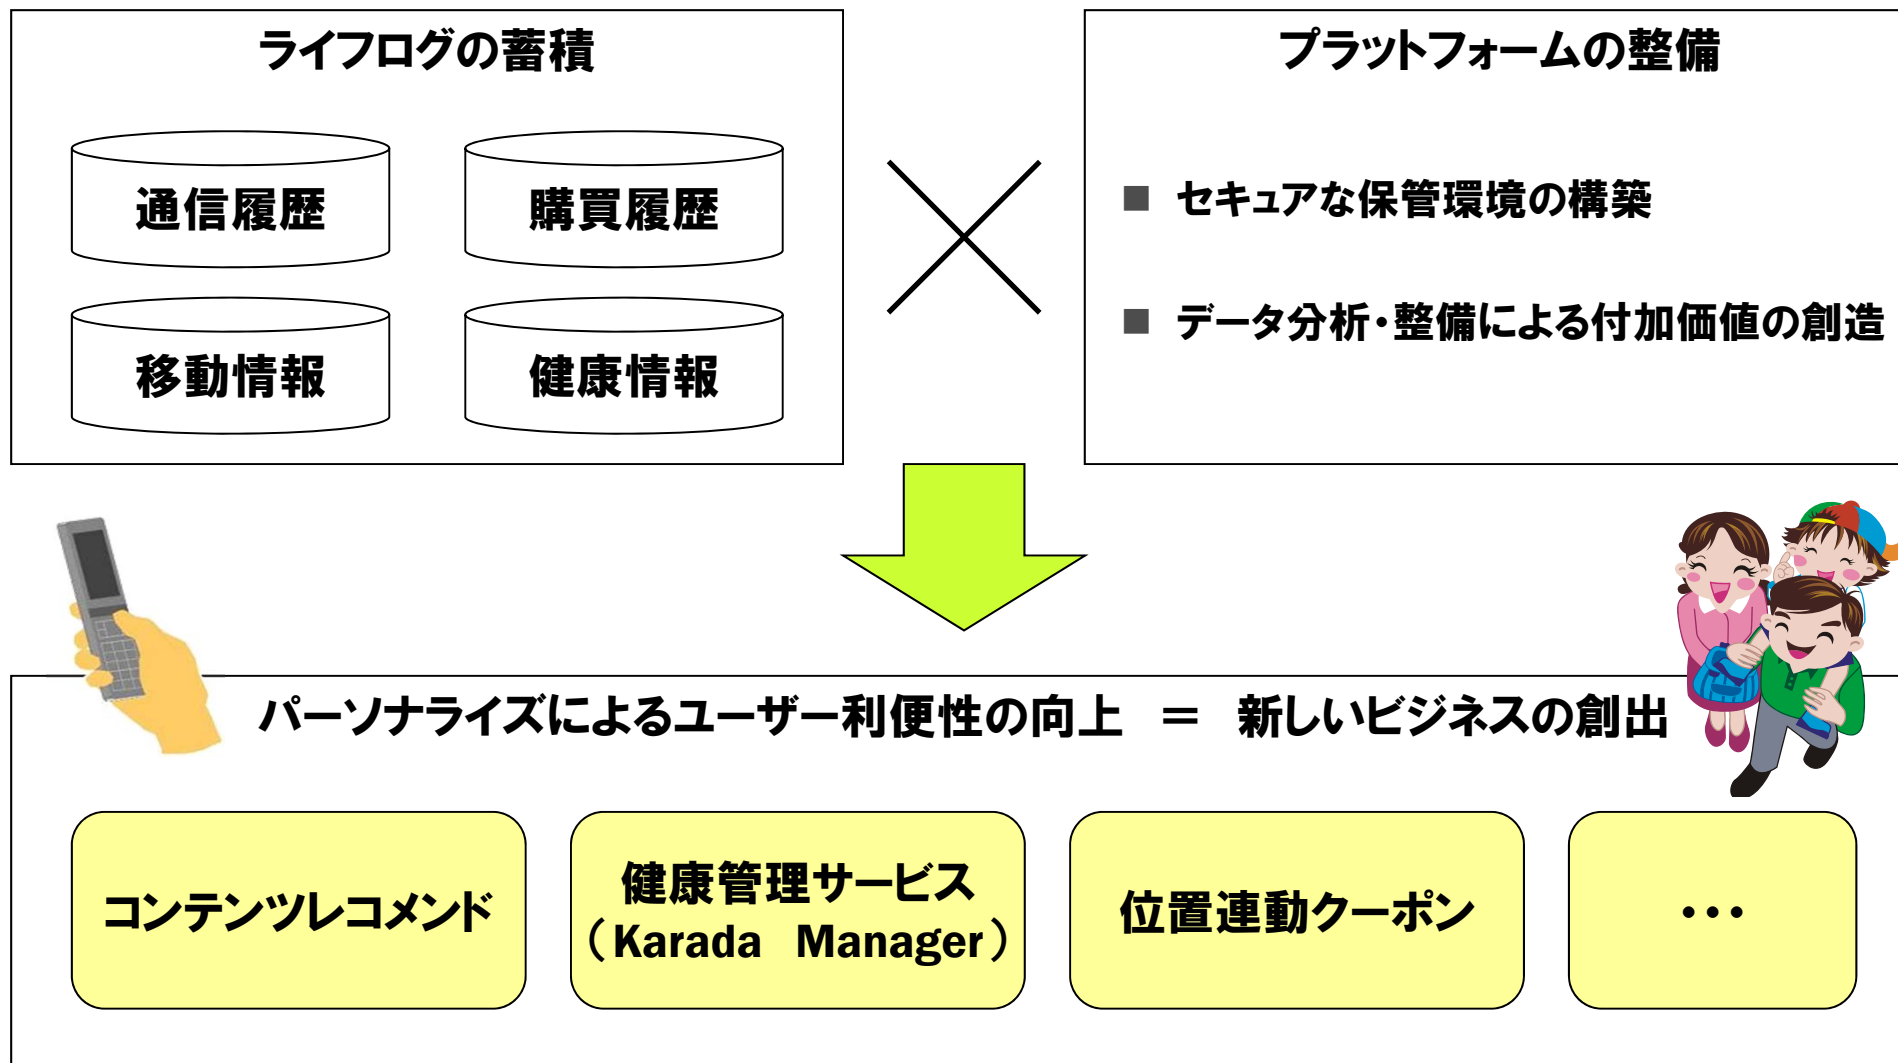 ライフログの蓄積
通信履歴
購買履歴
移動情報
健康情報
プラットフォームの整備
■ セキュアな保管環境の構築
■ データ分析・整備による付加価値の創造
パーソナライズによるユーザー利便性の向上 ＝ 新しいビジネスの創出
コンテンツレコメンド
健康管理サービス
（Karada Manager）
位置連動クーポン
・・・